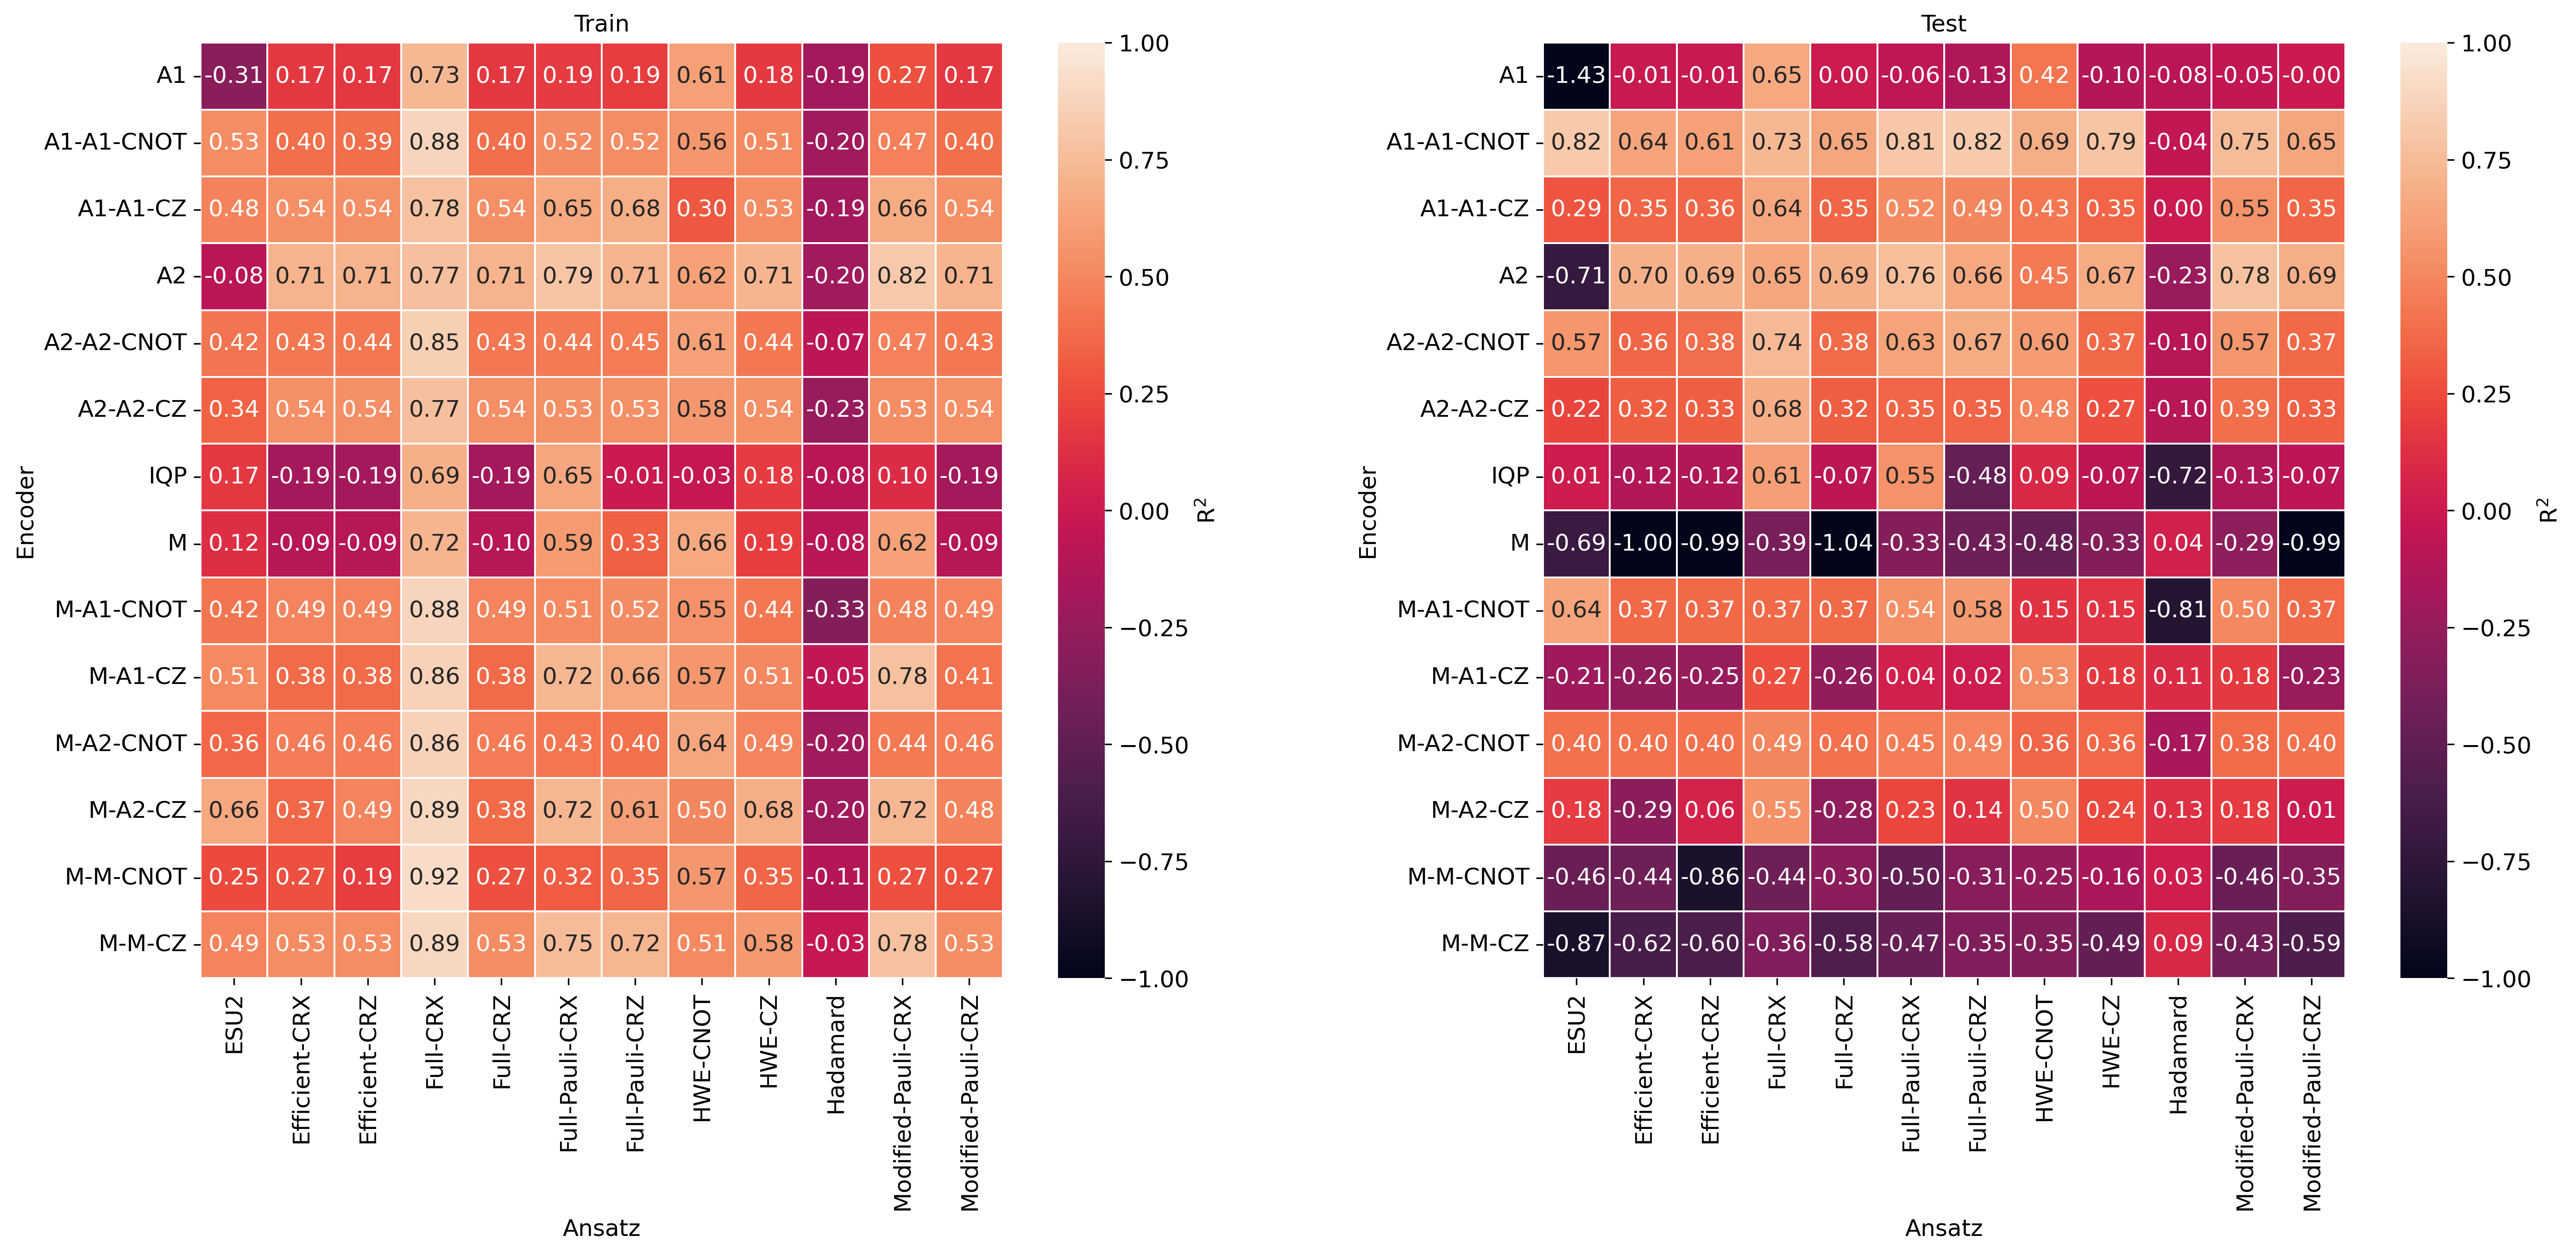 Train
Encoder
A1 -0.31 0.17 0.17 0.73 0.17 0.19 0.19 0.61 0.18 -0.19 0.27 0.17
A1-A1-CNOT 0.53 0.40 0.39 0.88 0.40 0.52 0.52 0.56 0.51 -0.20 0.47 0.40
A1-A1-CZ 0.48 0.54 0.54 0.78 0.54 0.65 0.68 0.30 0.53 -0.19 0.66 0.54
A2 -0.08 0.71 0.71 0.77 0.71 0.79 0.71 0.62 0.71 -0.20 0.82 0.71
A2-A2-CNOT 0.42 0.43 0.44 0.85 0.43 0.44 0.45 0.61 0.44 -0.07 0.47 0.43
A2-A2-CZ 0.34 0.54 0.54 0.77 0.54 0.53 0.53 0.58 0.54 -0.23 0.53 0.54
IQP 0.17 -0.19 -0.19 0.69 -0.19 0.65 -0.01 -0.03 0.18 -0.08 0.10 -0.19
M 0.12 -0.09 -0.09 0.72 -0.10 0.59 0.33 0.66 0.19 -0.08 0.62 -0.09
M-A1-CNOT 0.42 0.49 0.49 0.88 0.49 0.51 0.52 0.55 0.44 -0.33 0.48 0.49
M-A1-CZ 0.51 0.38 0.38 0.86 0.38 0.72 0.66 0.57 0.51 -0.05 0.78 0.41
M-A2-CNOT 0.36 0.46 0.46 0.86 0.46 0.43 0.40 0.64 0.49 -0.20 0.44 0.46
M-A2-CZ 0.66 0.37 0.49 0.89 0.38 0.72 0.61 0.50 0.68 -0.20 0.72 0.48
M-M-CNOT 0.25 0.27 0.19 0.92 0.27 0.32 0.35 0.57 0.35 -0.11 0.27 0.27
M-M-CZ 0.49 0.53 0.53 0.89 0.53 0.75 0.72 0.51 0.58 -0.03 0.78 0.53
ESU2
Efficient-CRX
Efficient-CRZ
Full-CRX
Full-CRZ
Full-Pauli-CRX
Full-Pauli-CRZ
HWE-CNOT
HWE-CZ
Hadamard
Modified-Pauli-CRX
Modified-Pauli-CRZ
Ansatz
1.00
0.75
0.50
0.25
0.00
−0.25
−0.50
−0.75
−1.00
R²
Test
Encoder
A1 -1.43 -0.01 -0.01 0.65 0.00 -0.06 -0.13 0.42 -0.10 -0.08 -0.05 -0.00
A1-A1-CNOT 0.82 0.64 0.61 0.73 0.65 0.81 0.82 0.69 0.79 -0.04 0.75 0.65
A1-A1-CZ 0.29 0.35 0.36 0.64 0.35 0.52 0.49 0.43 0.35 0.00 0.55 0.35
A2 -0.71 0.70 0.69 0.65 0.69 0.76 0.66 0.45 0.67 -0.23 0.78 0.69
A2-A2-CNOT 0.57 0.36 0.38 0.74 0.38 0.63 0.67 0.60 0.37 -0.10 0.57 0.37
A2-A2-CZ 0.22 0.32 0.33 0.68 0.32 0.35 0.35 0.48 0.27 -0.10 0.39 0.33
IQP 0.01 -0.12 -0.12 0.61 -0.07 0.55 -0.48 0.09 -0.07 -0.72 -0.13 -0.07
M -0.69 -1.00 -0.99 -0.39 -1.04 -0.33 -0.43 -0.48 -0.33 0.04 -0.29 -0.99
M-A1-CNOT 0.64 0.37 0.37 0.37 0.37 0.54 0.58 0.15 0.15 -0.81 0.50 0.37
M-A1-CZ -0.21 -0.26 -0.25 0.27 -0.26 0.04 0.02 0.53 0.18 0.11 0.18 -0.23
M-A2-CNOT 0.40 0.40 0.40 0.49 0.40 0.45 0.49 0.36 0.36 -0.17 0.38 0.40
M-A2-CZ 0.18 -0.29 0.06 0.55 -0.28 0.23 0.14 0.50 0.24 0.13 0.18 0.01
M-M-CNOT -0.46 -0.44 -0.86 -0.44 -0.30 -0.50 -0.31 -0.25 -0.16 0.03 -0.46 -0.35
M-M-CZ -0.87 -0.62 -0.60 -0.36 -0.58 -0.47 -0.35 -0.35 -0.49 0.09 -0.43 -0.59
ESU2
Efficient-CRX
Efficient-CRZ
Full-CRX
Full-CRZ
Full-Pauli-CRX
Full-Pauli-CRZ
HWE-CNOT
HWE-CZ
Hadamard
Modified-Pauli-CRX
Modified-Pauli-CRZ
Ansatz
1.00
0.75
0.50
0.25
0.00
−0.25
−0.50
−0.75
−1.00
R²